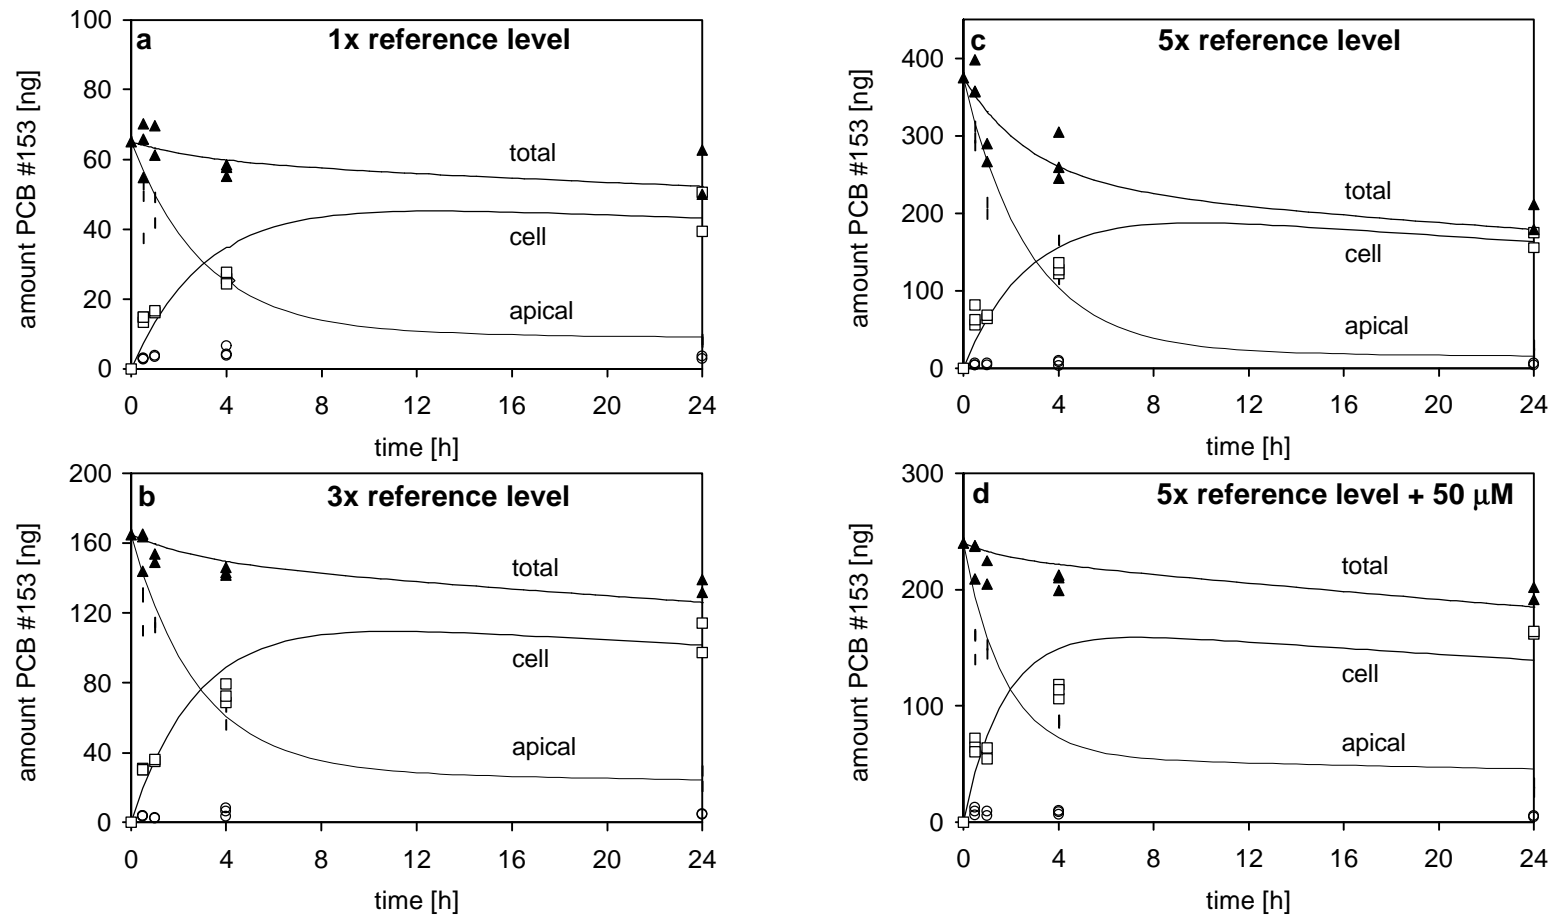 a
1x reference level
amount PCB #153 [ng]
100
80
60
40
20
0
total
cell
apical
0 4 8 12 16 20 24
time [h]
b
3x reference level
amount PCB #153 [ng]
200
160
120
80
40
0
total
cell
apical
0 4 8 12 16 20 24
time [h]
c
5x reference level
amount PCB #153 [ng]
400
300
200
100
0
total
cell
apical
0 4 8 12 16 20 24
time [h]
d
5x reference level + 50 μM
amount PCB #153 [ng]
300
200
100
0
total
cell
apical
0 4 8 12 16 20 24
time [h]